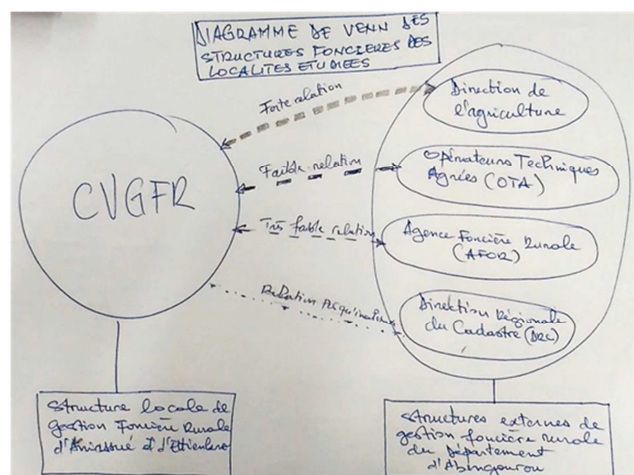 DIAGRAMME DE VENN DES
STRUCTURES FONCIERES DES
LOCALITES ETUDIEES
Forte relation
Direction de
l'agriculture
Faible relation
Opérateurs Techniques
Agréés (OTA)
CVGFR
Très faible relation
Agence Foncière Rurale
(AFOR)
Relation
Direction Régionale
du Cadastre (DRC)
Structure locale de
gestion Foncière Rurale
d'Aniassué et d'Ettienkro
Structures externes de
gestion foncière rurale
du Département
d'Abengourou